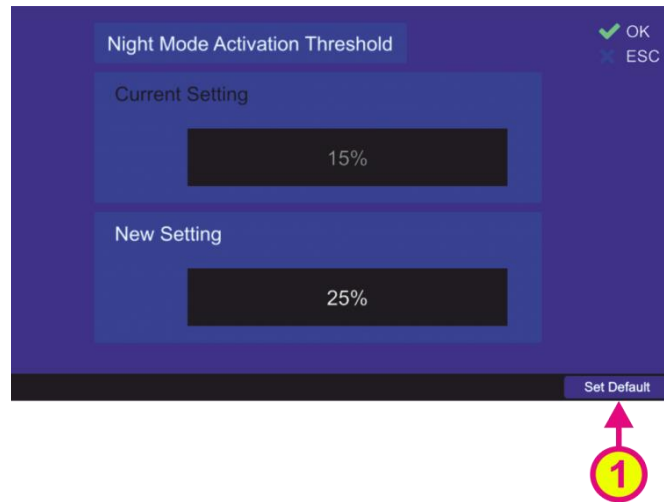 Night Mode Activation Threshold
OK
ESC
Current Setting
15%
New Setting
25%
Set Default
1